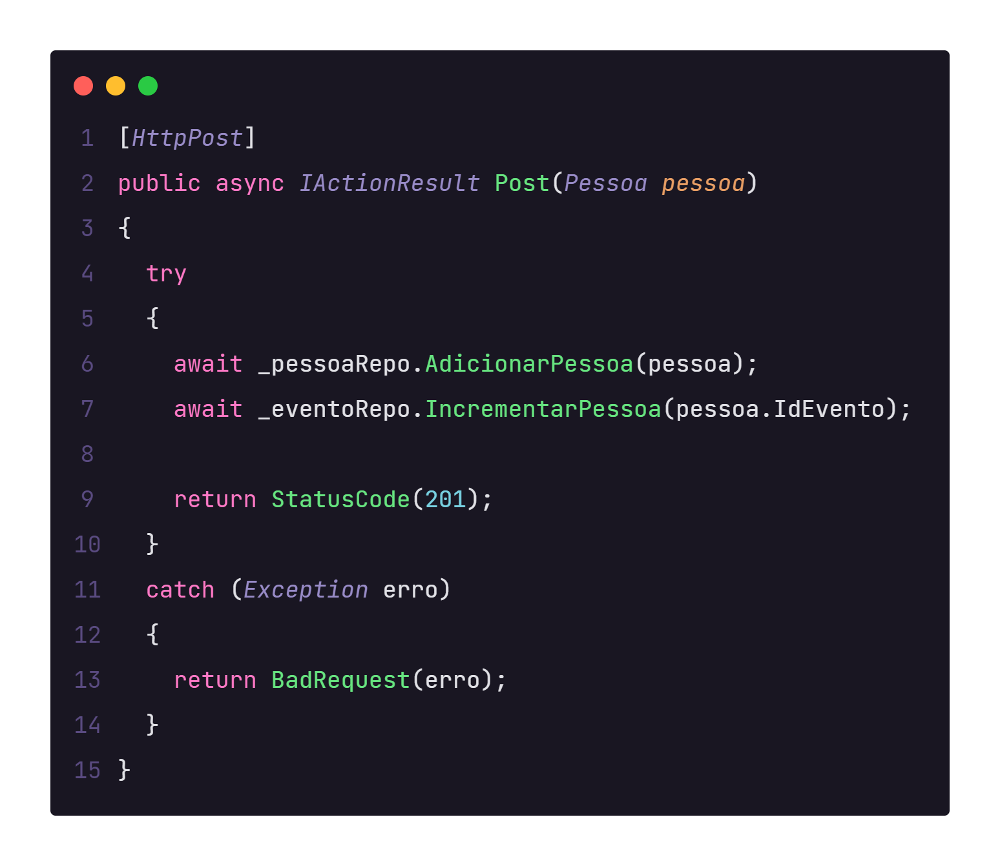 1 [HttpPost]
2 public async IActionResult Post(Pessoa pessoa)
3 {
4   try
5   {
6     await _pessoaRepo.AdicionarPessoa(pessoa);
7     await _eventoRepo.IncrementarPessoa(pessoa.IdEvento);
8
9     return StatusCode(201);
10   }
11   catch (Exception erro)
12   {
13     return BadRequest(erro);
14   }
15 }